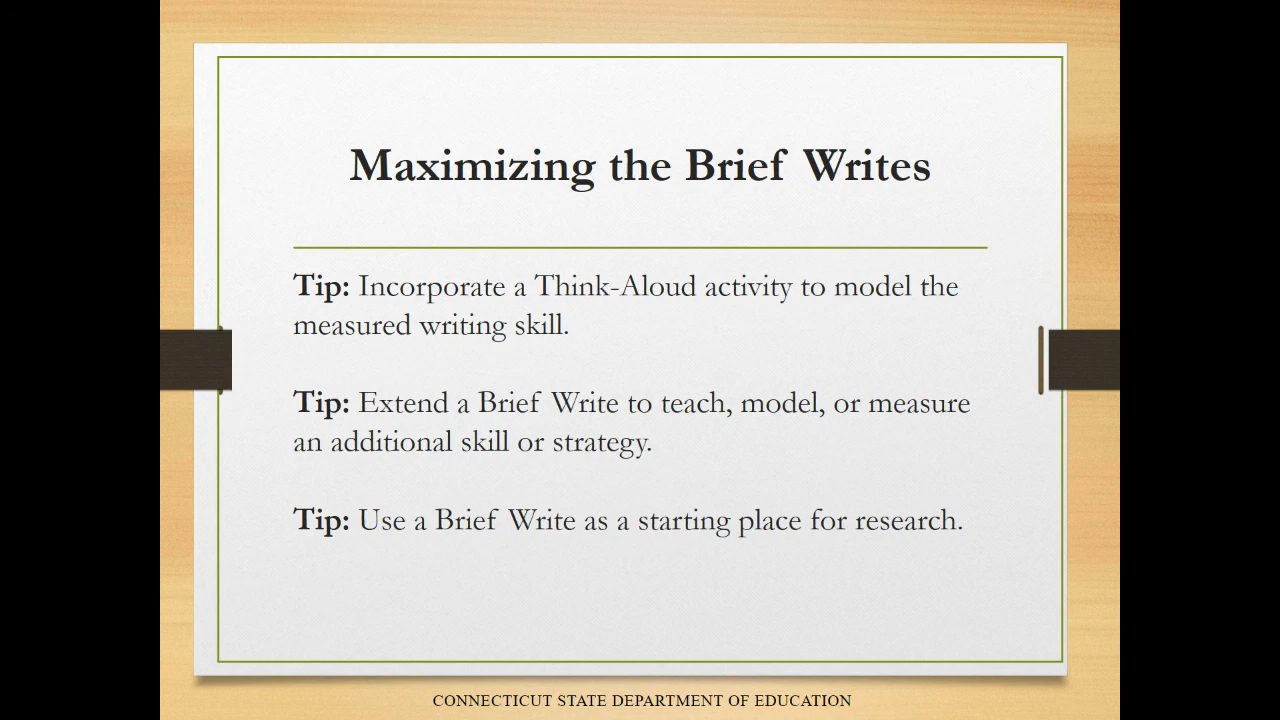 Maximizing the Brief Writes
Tip: Incorporate a Think-Aloud activity to model the
measured writing skill.
Tip: Extend a Brief Write to teach, model, or measure
an additional skill or strategy.
Tip: Use a Brief Write as a starting place for research.
CONNECTICUT STATE DEPARTMENT OF EDUCATION